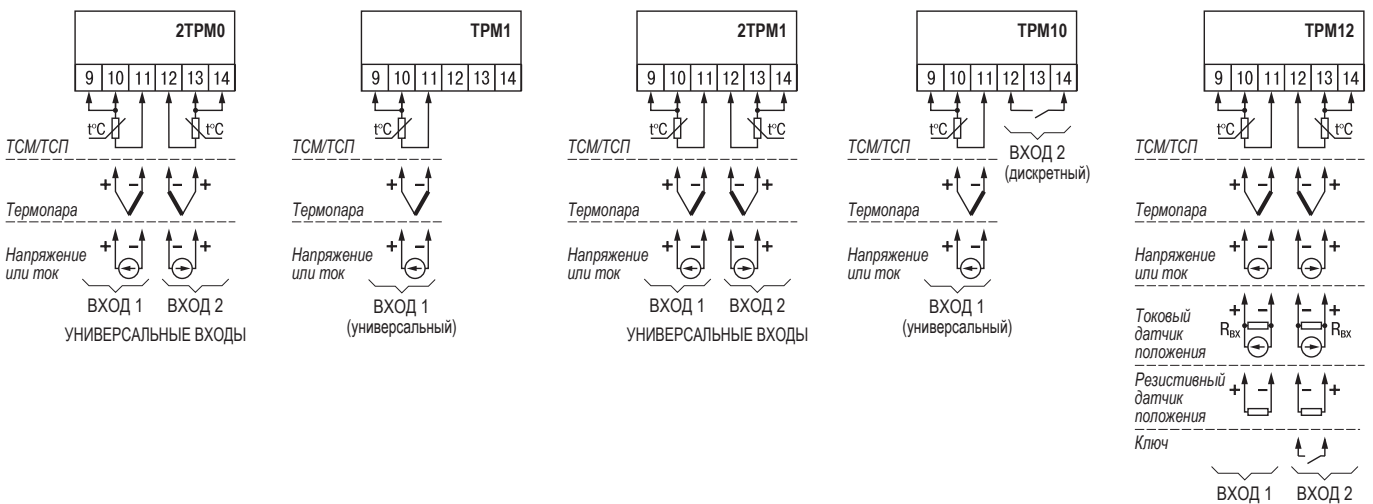 2ТРМ0
9 10 11 12 13 14
t°C t°C
ТСМ/ТСП
+ – – +
Термопара
+ – – +
Напряжение
или ток
ВХОД 1 ВХОД 2
УНИВЕРСАЛЬНЫЕ ВХОДЫ
ТРМ1
9 10 11 12 13 14
t°C
ТСМ/ТСП
+ –
Термопара
+ –
Напряжение
или ток
ВХОД 1
(универсальный)
2ТРМ1
9 10 11 12 13 14
t°C t°C
ТСМ/ТСП
+ – – +
Термопара
+ – – +
Напряжение
или ток
ВХОД 1 ВХОД 2
УНИВЕРСАЛЬНЫЕ ВХОДЫ
ТРМ10
9 10 11 12 13 14
t°C
ТСМ/ТСП
ВХОД 2
(дискретный)
+ –
Термопара
+ –
Напряжение
или ток
ВХОД 1
(универсальный)
ТРМ12
9 10 11 12 13 14
t°C t°C
ТСМ/ТСП
+ – – +
Термопара
+ – – +
Напряжение
или ток
+ – – +
Токовый
датчик
положения
Rвх Rвх
Резистивный
датчик
положения
+ – – +
Ключ
ВХОД 1 ВХОД 2